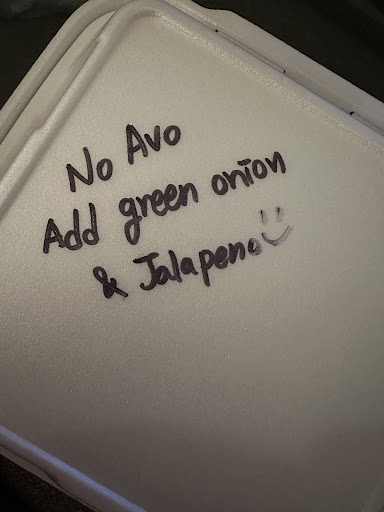 No Avo
Add green onion
& Jalapeno